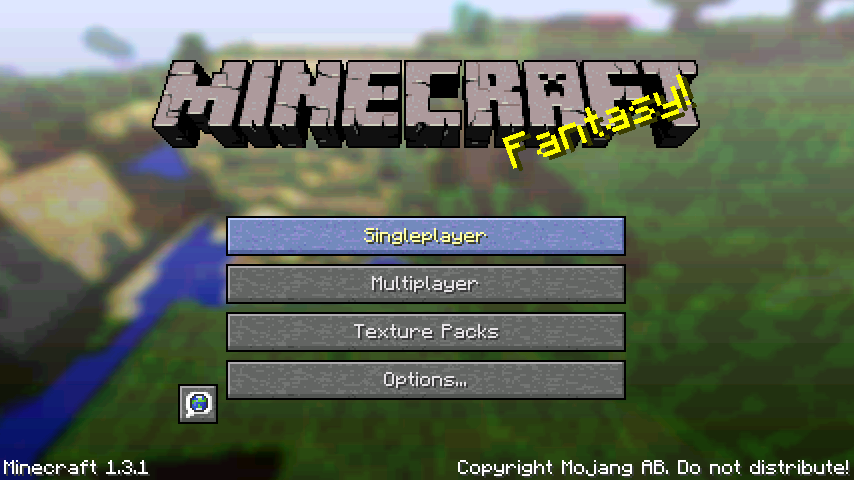 MINECRAFT
Fantasy!
Singleplayer
Multiplayer
Texture Packs
Options...
Minecraft 1.3.1
Copyright Mojang AB. Do not distribute!